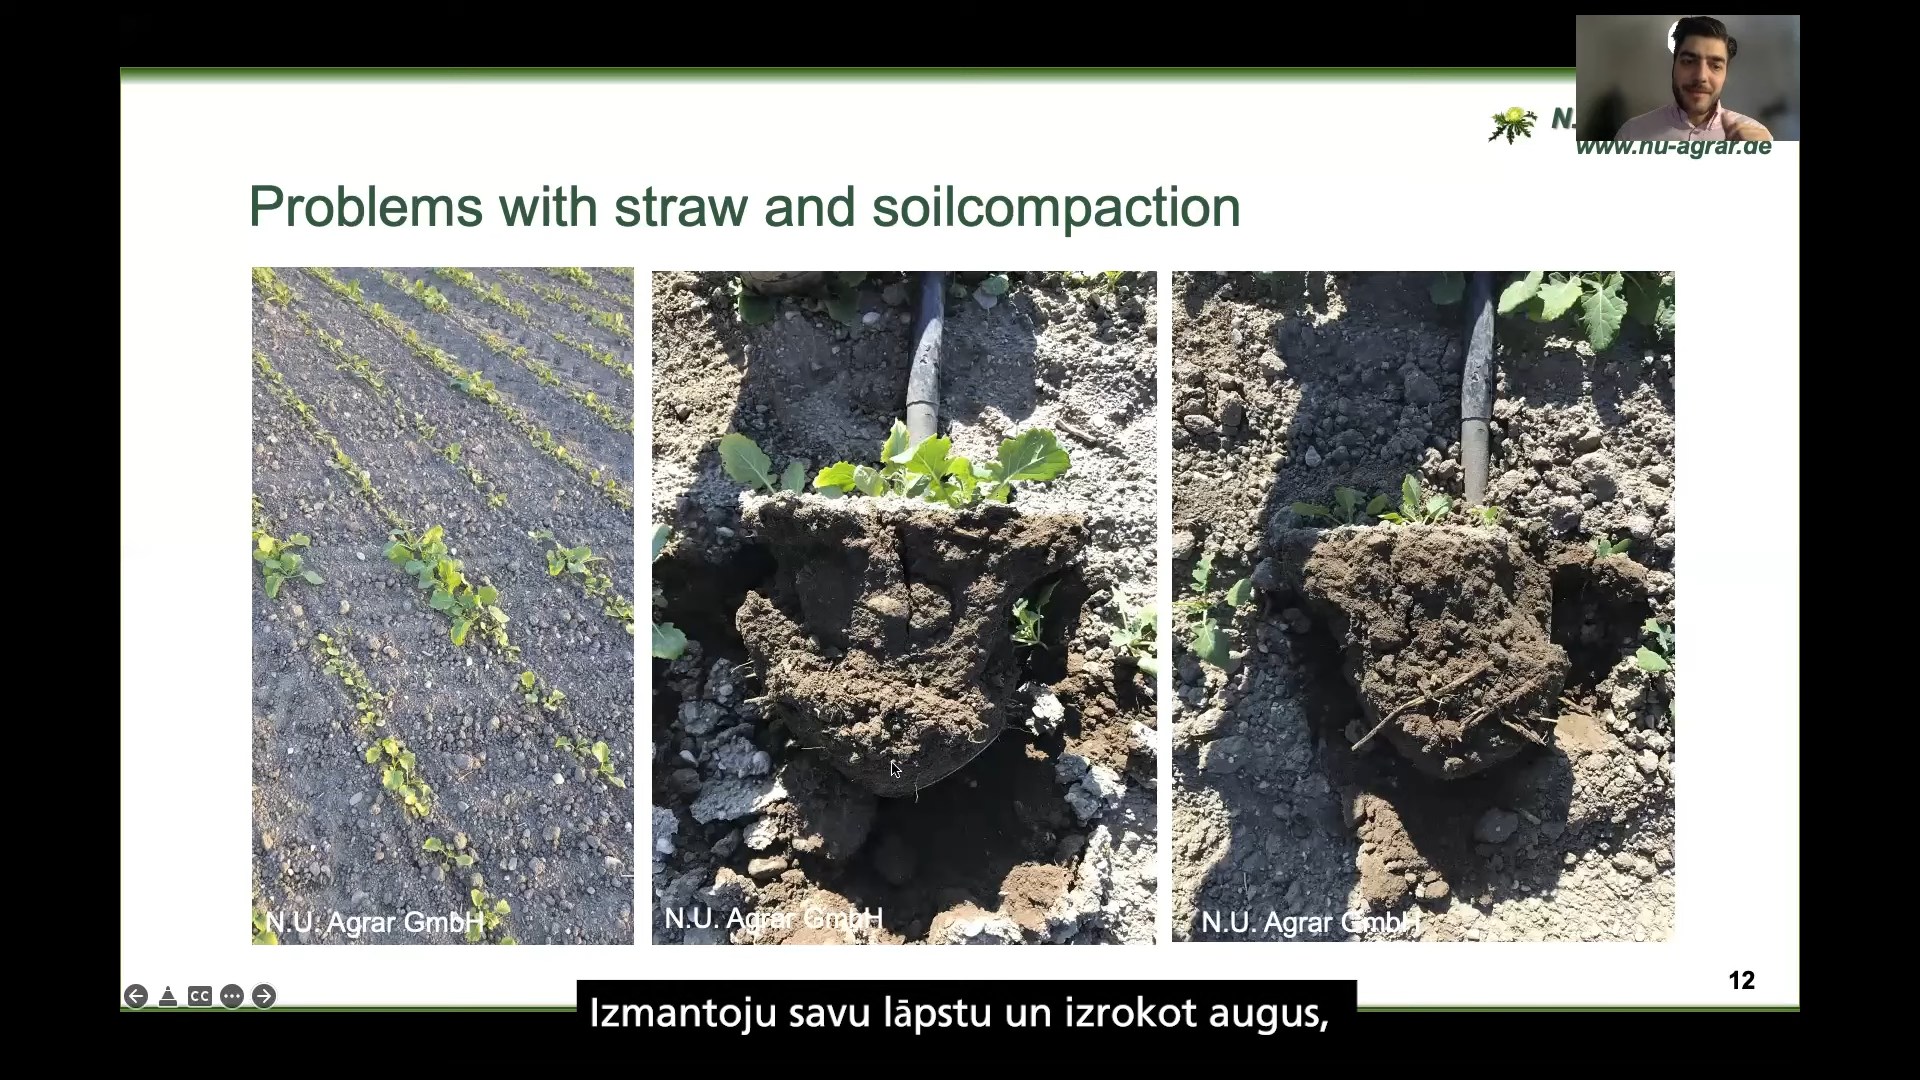 N.
www.nu-agrar.de
Problems with straw and soilcompaction
N.U. Agrar GmbH
N.U. Agrar GmbH
N.U. Agrar GmbH
12
CC
Izmantoju savu lāpstu un izrokot augus,